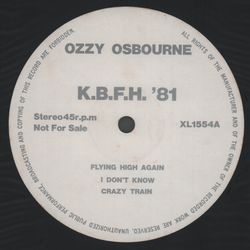 ALL RIGHTS OF THE MANUFACTURER AND OF THE OWNER OF THE RECORDED WORK ARE RESERVED. UNAUTHORIZED PUBLIC PERFORMANCE, BROADCASTING AND COPYING OF THIS RECORD ARE FORBIDDEN
OZZY OSBOURNE
K.B.F.H. '81
Stereo45r.p.m
Not For Sale
XL1554A
FLYING HIGH AGAIN
I DON'T KNOW
CRAZY TRAIN